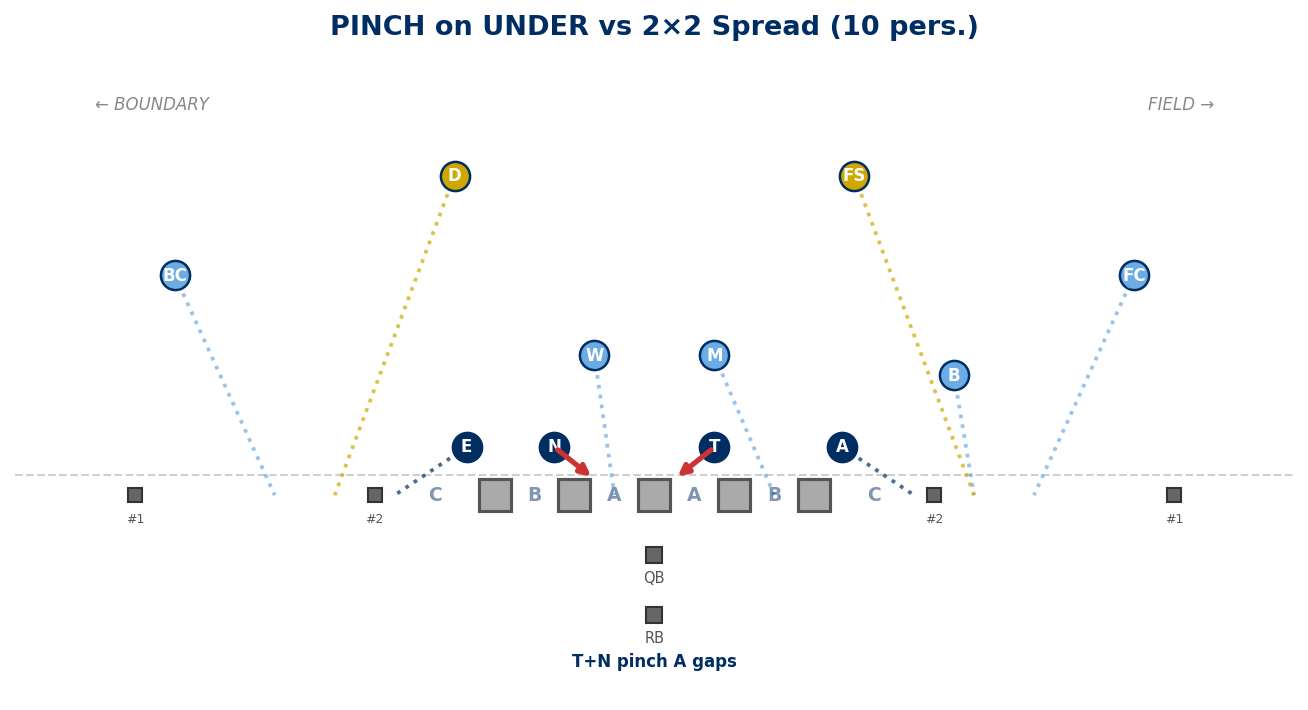 PINCH on UNDER vs 2×2 Spread (10 pers.)
← BOUNDARY
FIELD →
D
FS
BC
FC
W
M
B
E
N
T
A
C
B
A
A
B
C
#1
#2
#2
#1
QB
RB
T+N pinch A gaps